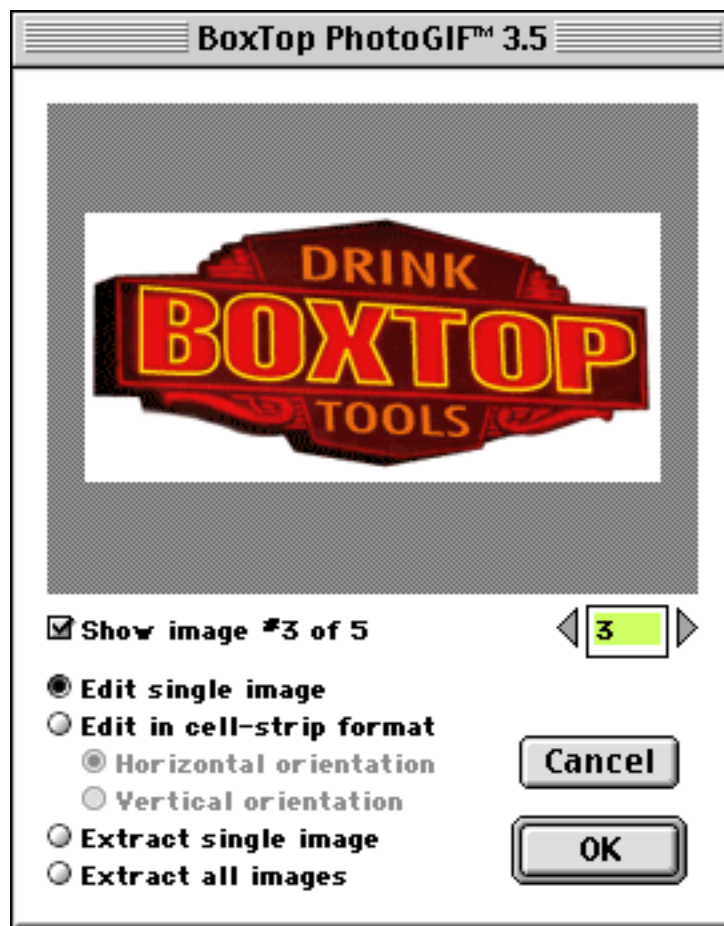 BoxTop PhotoGIF™ 3.5
DRINK
BOXTOP
TOOLS
Show image #3 of 5
3
Edit single image
Edit in cell-strip format
Horizontal orientation
Vertical orientation
Cancel
Extract single image
Extract all images
OK